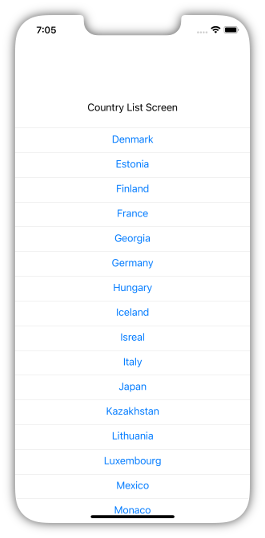 7:05
Country List Screen
Denmark
Estonia
Finland
France
Georgia
Germany
Hungary
Iceland
Isreal
Italy
Japan
Kazakhstan
Lithuania
Luxembourg
Mexico
Monaco